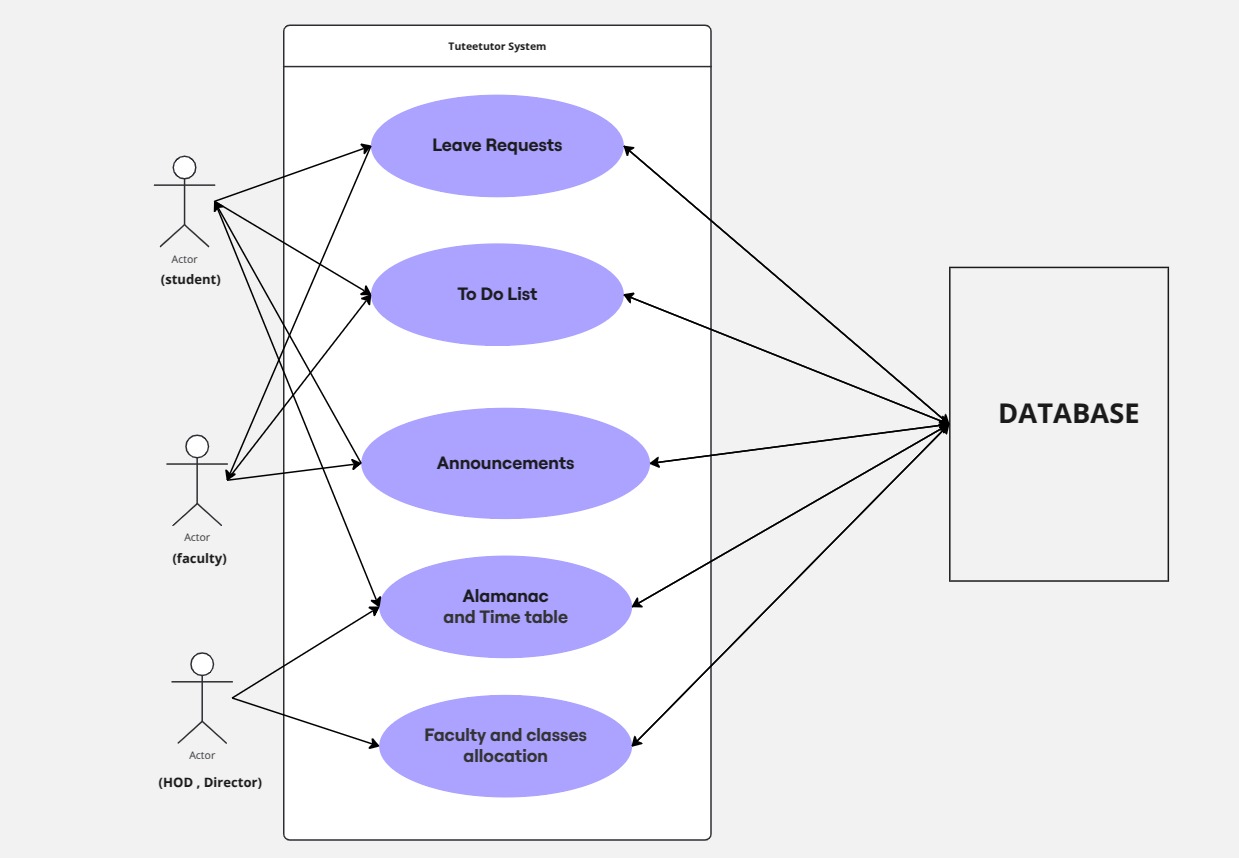 Tuteetutor System
Leave Requests
Actor
(student)
To Do List
DATABASE
Announcements
Actor
(faculty)
Alamanac
and Time table
Actor
(HOD , Director)
Faculty and classes
allocation